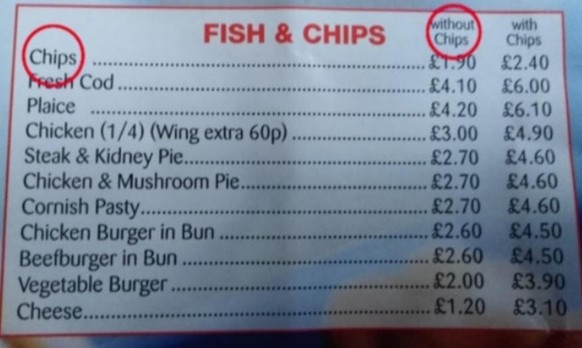 FISH & CHIPS without Chips with Chips
Chips ........ £1.90 £2.40
Fresh Cod ........ £4.10 £6.00
Plaice ........ £4.20 £6.10
Chicken (1/4) (Wing extra 60p) ........ £3.00 £4.90
Steak & Kidney Pie........ £2.70 £4.60
Chicken & Mushroom Pie........ £2.70 £4.60
Cornish Pasty........ £2.70 £4.60
Chicken Burger in Bun ........ £2.60 £4.50
Beefburger in Bun ........ £2.60 £4.50
Vegetable Burger ........ £2.00 £3.90
Cheese........ £1.20 £3.10